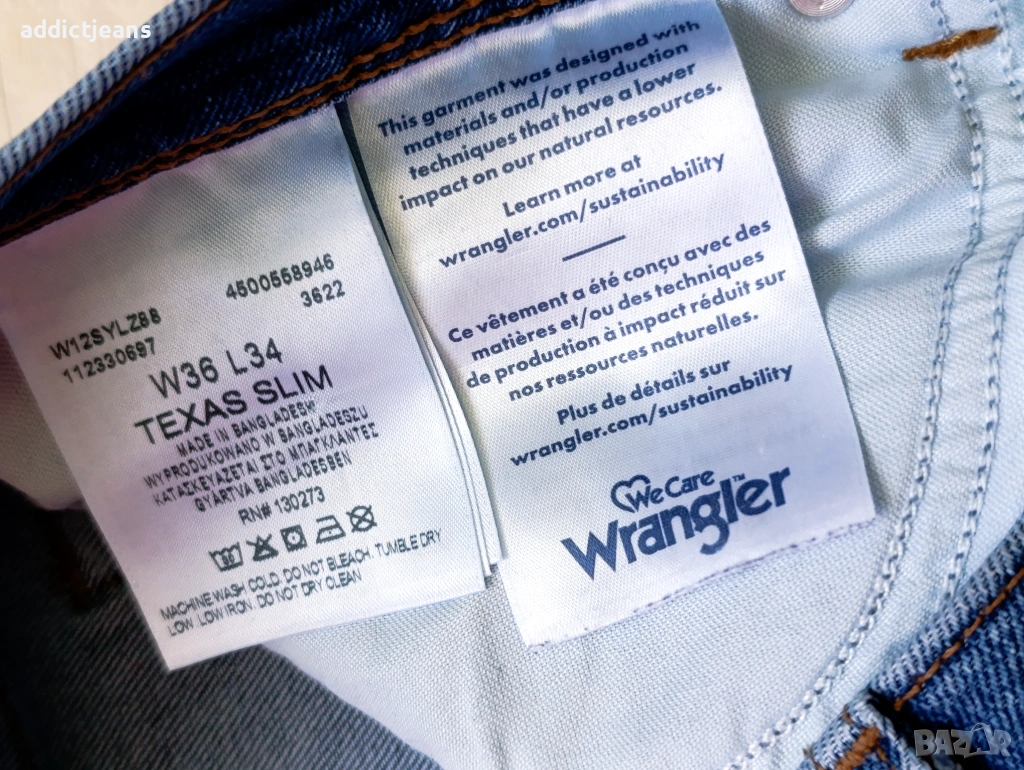 addictjeans
W12SYLZ88 4500558946
112330697 3622
W36 L34
TEXAS SLIM
MADE IN BANGLADESH
WYPRODUKOWANO W BANGLADESZU
ΚΑΤΑΣΚΕΥΑΖΕΤΑΙ ΣΤΟ ΜΠΑΓΚΛΑΝΤΕΣ
GYÁRTVA BANGLADESBEN
RN# 130273
MACHINE WASH COLD. DO NOT BLEACH. TUMBLE DRY
LOW. LOW IRON. DO NOT DRY CLEAN
This garment was designed with
materials and/or production
techniques that have a lower
impact on our natural resources.
Learn more at
wrangler.com/sustainability
Ce vêtement a été conçu avec des
matières et/ou des techniques
de production à impact réduit sur
nos ressources naturelles.
Plus de détails sur
wrangler.com/sustainability
We Care
Wrangler™
BAZAR